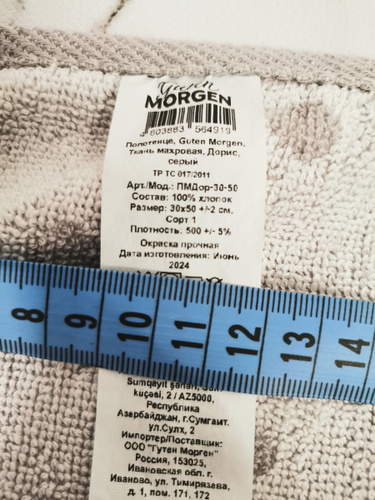 Guten
MORGEN
4 603883 564919
Полотенце, Guten Morgen,
Ткань махровая, Дорис,
серый
ТР ТС 017/2011
Арт./Мод.: ПМДор-30-50
Состав: 100% хлопок
Размер: 30x50 +/-2 см,
Сорт 1
Плотность: 500 +/- 5%
Окраска прочная
Дата изготовления: Июнь
2024
8 9 10 11 12 13 14
Sumqayıt şəhəri,
küçəsi, 2 / AZ5000,
Республика
Азербайджан, г.Сумгаит,
ул.Сулх, 2
Импортер/Поставщик:
ООО "Гутен Морген"
Россия, 153025,
Ивановская обл. г.
Иваново, ул. Тимирязева,
д. 1, пом. 171, 172